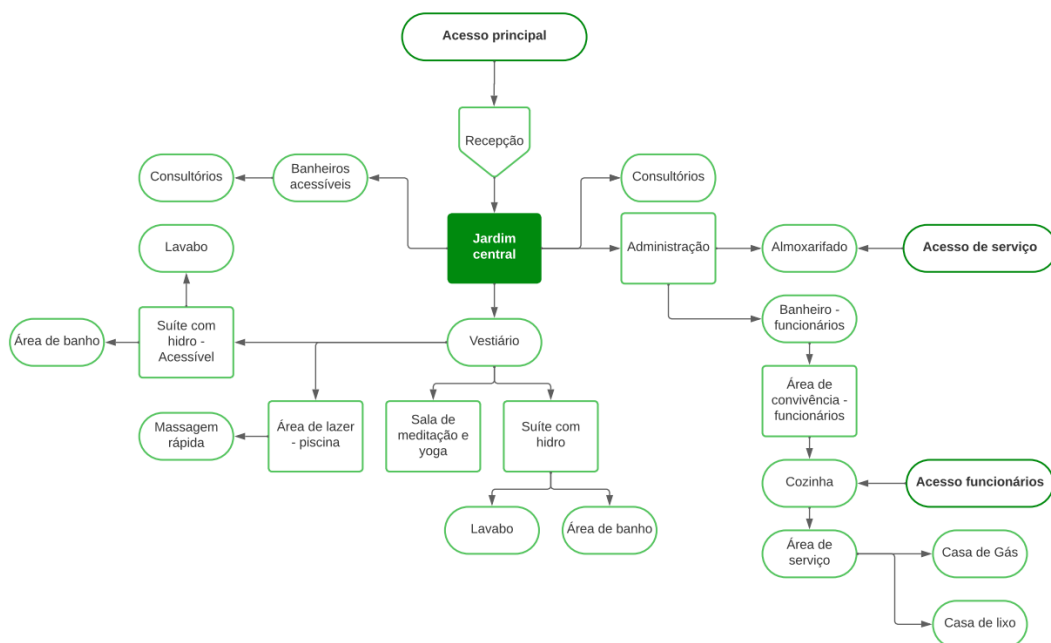 Acesso principal
Recepção
Consultórios
Banheiros
acessíveis
Consultórios
Lavabo
Jardim
central
Administração
Almoxarifado
Acesso de serviço
Área de banho
Suíte com
hidro -
Acessível
Vestiário
Banheiro -
funcionários
Massagem
rápida
Área de lazer
- piscina
Sala de
meditação e
yoga
Suíte com
hidro
Área de
convivência -
funcionários
Cozinha
Acesso funcionários
Lavabo
Área de banho
Área de
serviço
Casa de Gás
Casa de lixo